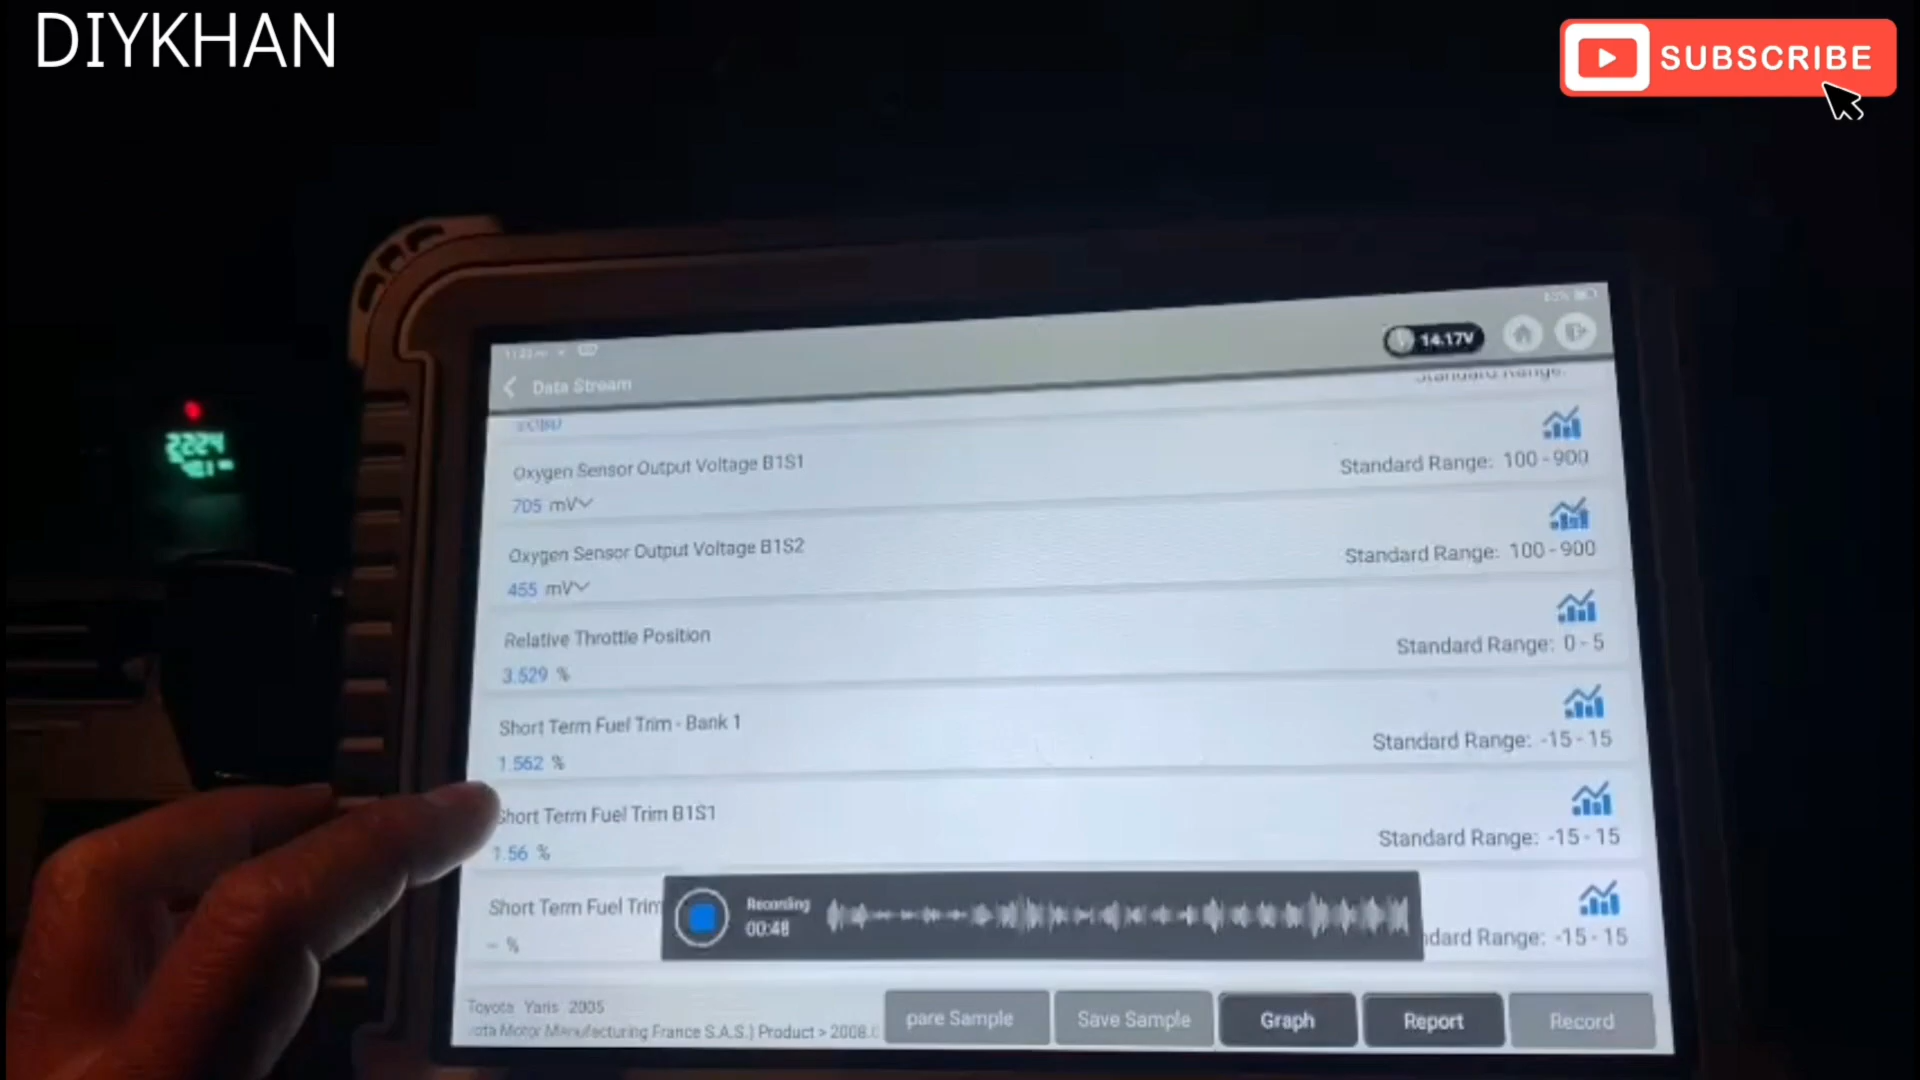 DIYKHAN
SUBSCRIBE
14.17V
Data Stream
Standard Range:
Oxygen Sensor Output Voltage B1S1
Standard Range: 100 - 900
705 mV
Oxygen Sensor Output Voltage B1S2
Standard Range: 100 - 900
455 mV
Relative Throttle Position
Standard Range: 0 - 5
3.529 %
Short Term Fuel Trim - Bank 1
Standard Range: -15 - 15
1.562 %
Short Term Fuel Trim B1S1
Standard Range: -15 - 15
1.56 %
Short Term Fuel Trim
-- %
Recording
00:48
dard Range: -15 - 15
Toyota Yaris 2005
ota Motor Manufacturing France S.A.S.) Product > 2008.0
pare Sample
Save Sample
Graph
Report
Record